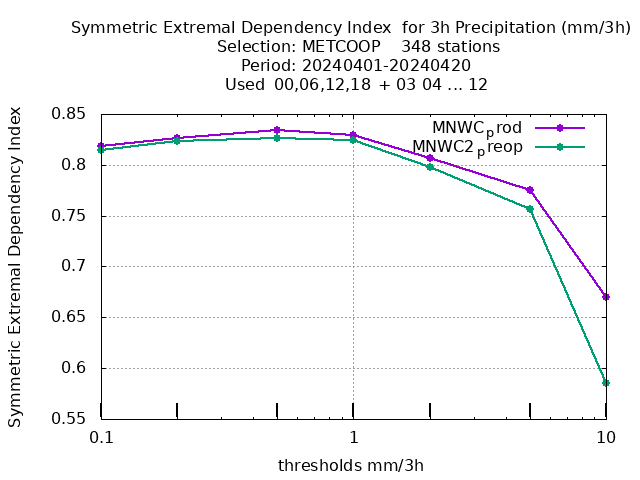 Symmetric Extremal Dependency Index  for 3h Precipitation (mm/3h)
Selection: METCOOP    348 stations
Period: 20240401-20240420
Used  00,06,12,18  + 03 04 ... 12
Symmetric Extremal Dependency Index
0.85
0.8
0.75
0.7
0.65
0.6
0.55
MNWCprod
MNWC2preop
0.1
1
10
thresholds mm/3h